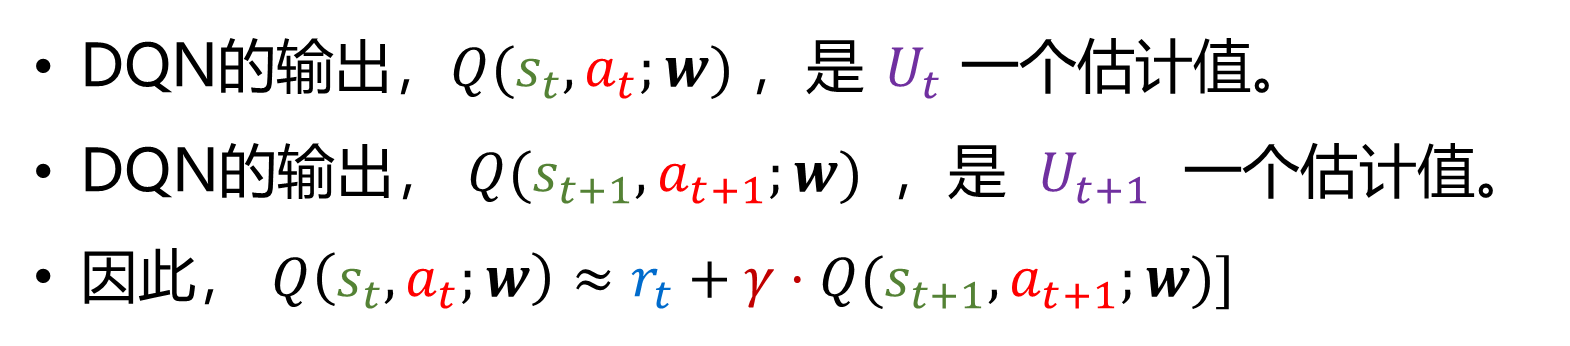 • DQN的输出，Q(s_t, a_t; w) ，是 U_t 一个估计值。
• DQN的输出， Q(s_{t+1}, a_{t+1}; w) ，是 U_{t+1} 一个估计值。
• 因此， Q(s_t, a_t; w) ≈ r_t + γ · Q(s_{t+1}, a_{t+1}; w)]